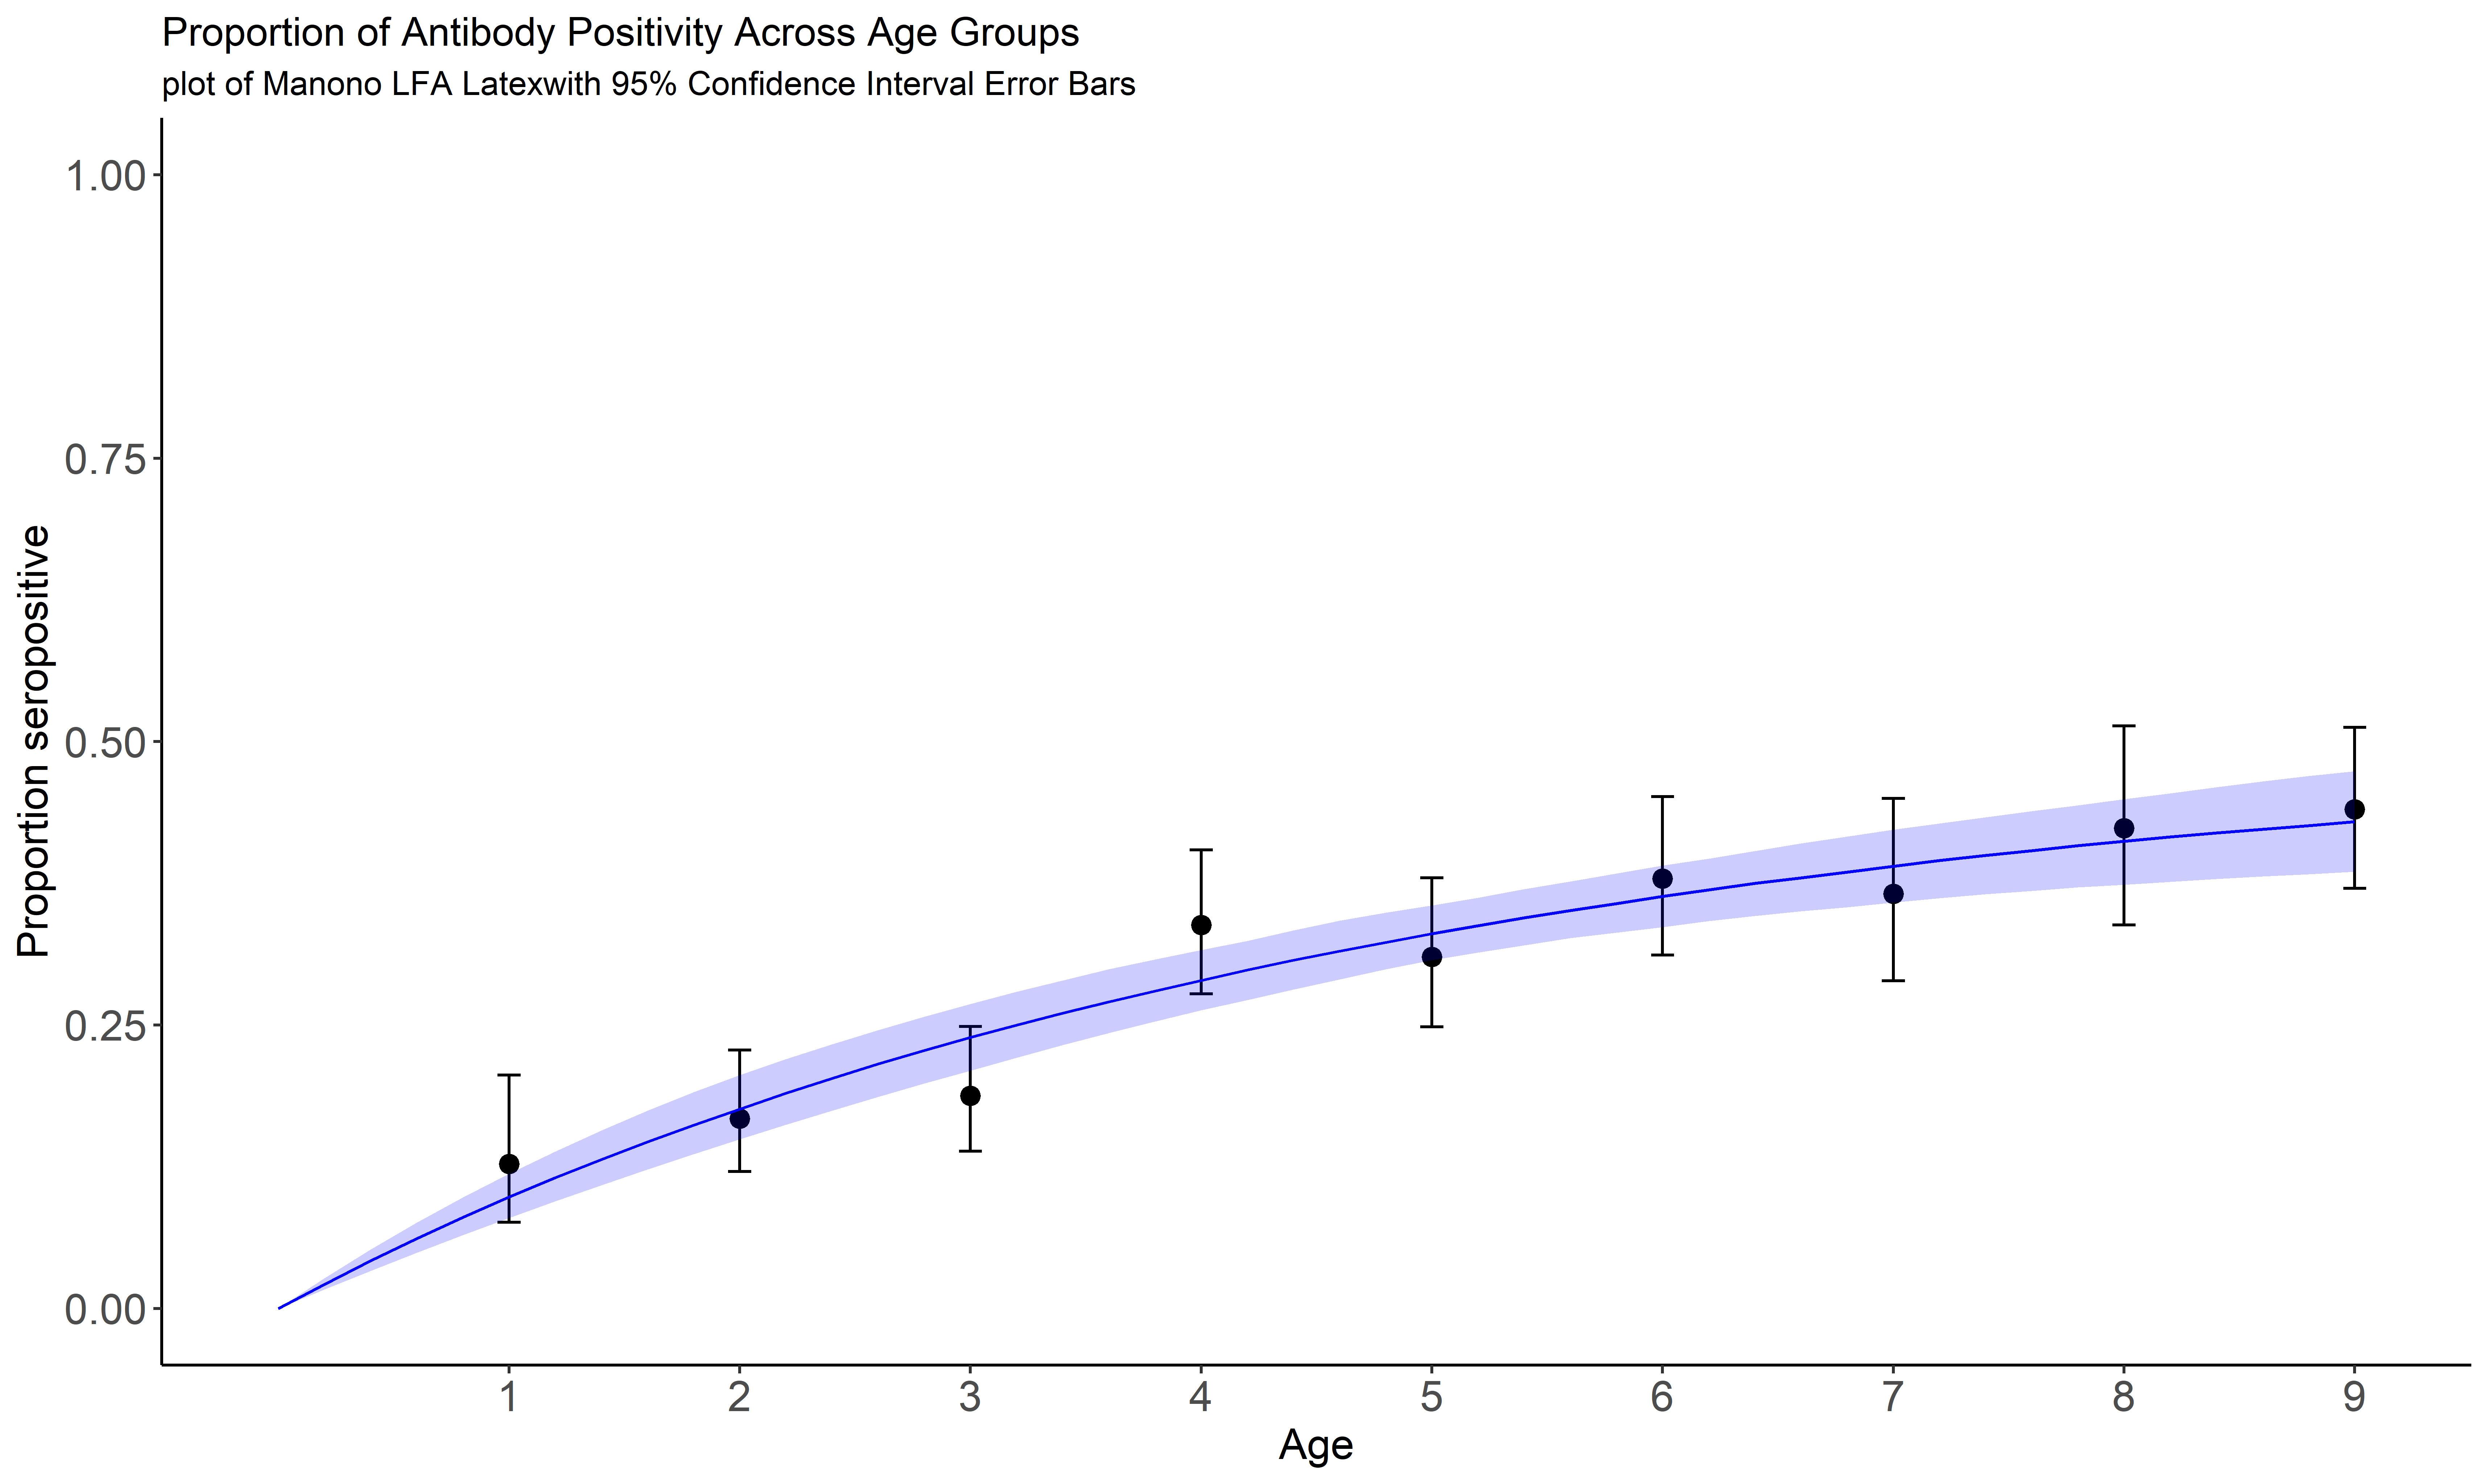 Proportion of Antibody Positivity Across Age Groups
plot of Manono LFA Latexwith 95% Confidence Interval Error Bars
1.00
0.75
0.50
0.25
0.00
Proportion seropositive
1 2 3 4 5 6 7 8 9
Age